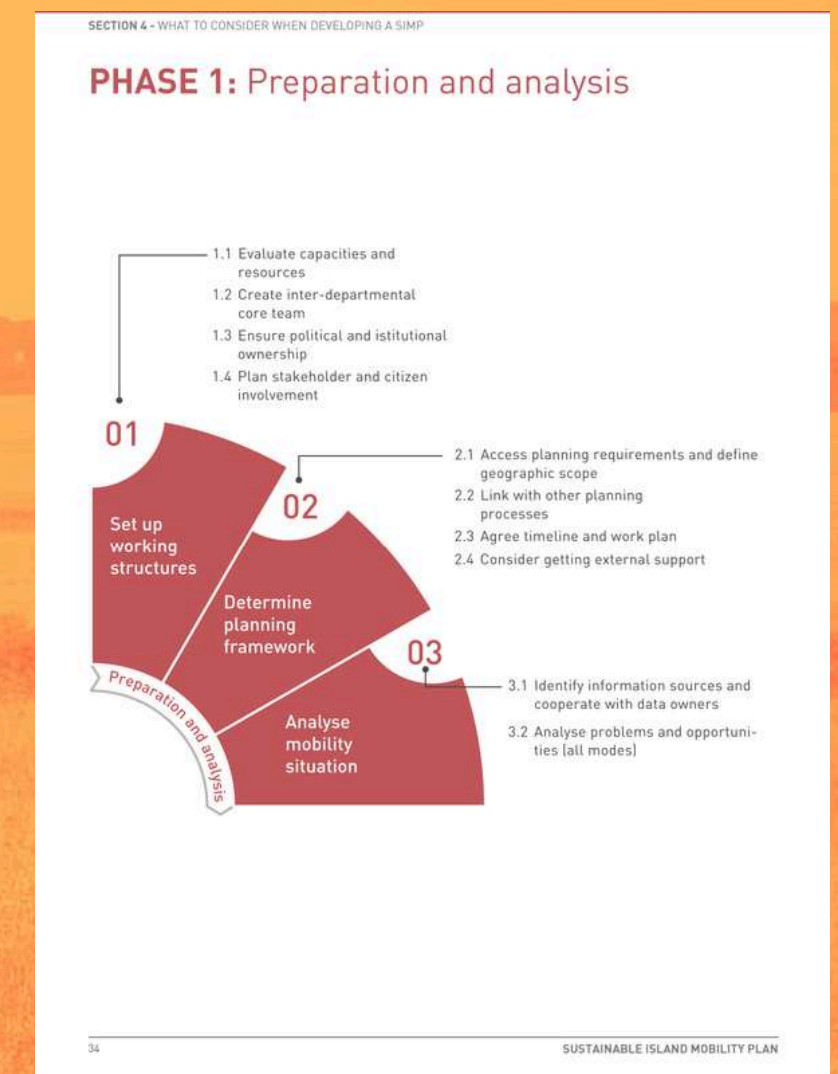 SECTION 4 - WHAT TO CONSIDER WHEN DEVELOPING A SIMP
PHASE 1: Preparation and analysis
1.1 Evaluate capacities and
resources
1.2 Create inter-departmental
core team
1.3 Ensure political and istitutional
ownership
1.4 Plan stakeholder and citizen
involvement
01
Set up
working
structures
02
2.1 Access planning requirements and define
geographic scope
2.2 Link with other planning
processes
2.3 Agree timeline and work plan
2.4 Consider getting external support
Determine
planning
framework
03
3.1 Identify information sources and
cooperate with data owners
3.2 Analyse problems and opportuni-
ties (all modes)
Analyse
mobility
situation
Preparation and analysis
34
SUSTAINABLE ISLAND MOBILITY PLAN